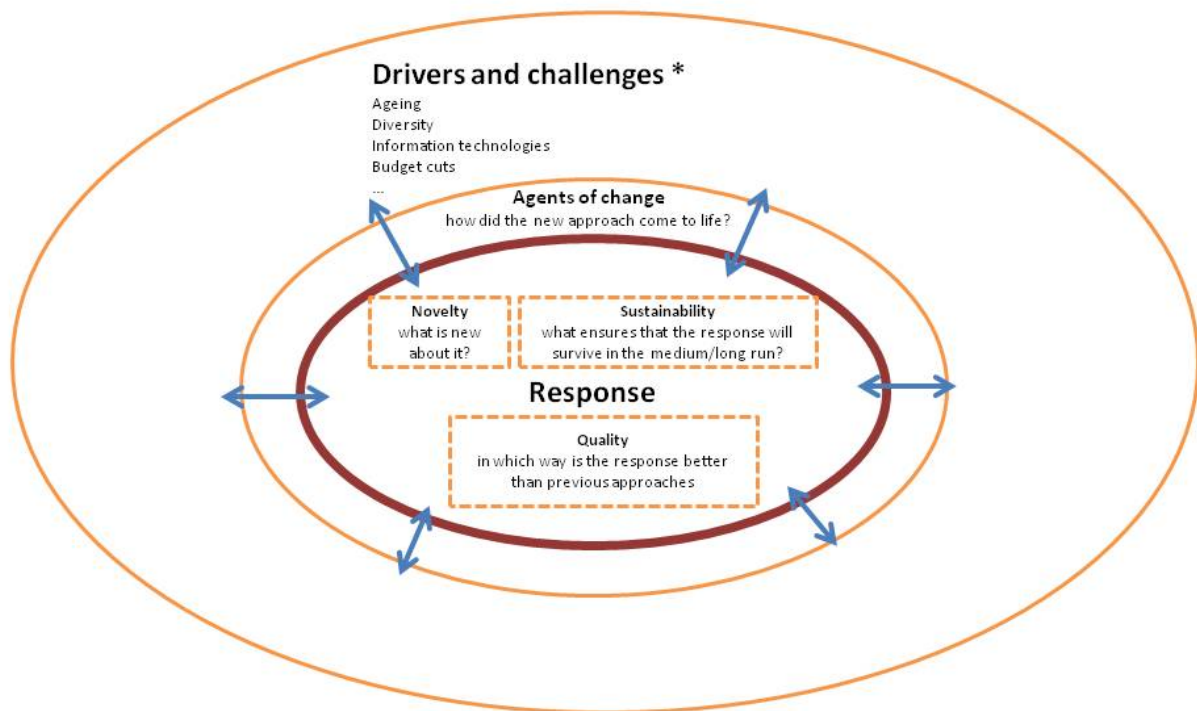 Drivers and challenges *
Ageing
Diversity
Information technologies
Budget cuts
...
Agents of change
how did the new approach come to life?
Novelty
what is new
about it?
Sustainability
what ensures that the response will
survive in the medium/long run?
Response
Quality
in which way is the response better
than previous approaches